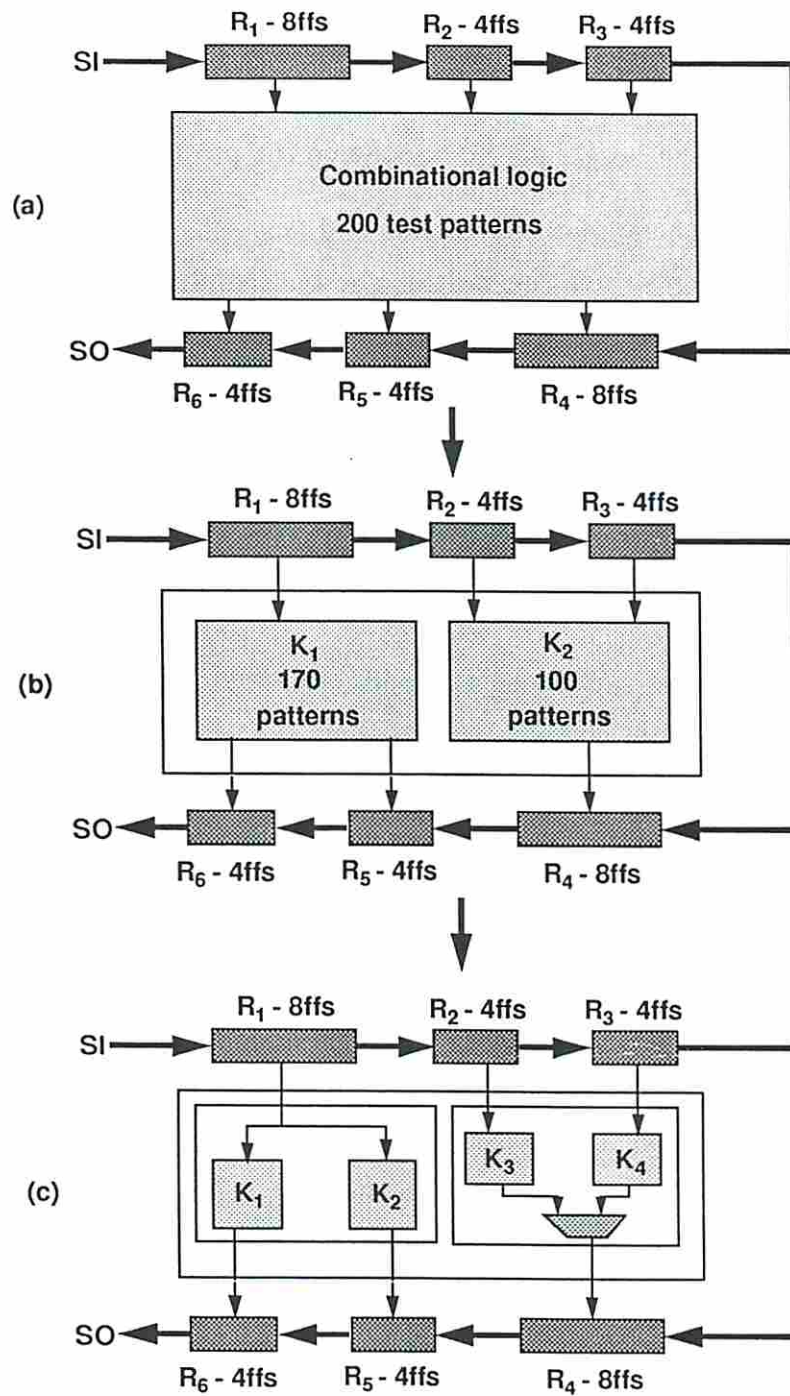 R₁ - 8ffs R₂ - 4ffs R₃ - 4ffs
SI
Combinational logic
200 test patterns
(a)
SO
R₆ - 4ffs R₅ - 4ffs R₄ - 8ffs
R₁ - 8ffs R₂ - 4ffs R₃ - 4ffs
SI
K₁ K₂
170 100
patterns patterns
(b)
SO
R₆ - 4ffs R₅ - 4ffs R₄ - 8ffs
R₁ - 8ffs R₂ - 4ffs R₃ - 4ffs
SI
K₃ K₄
K₁ K₂
(c)
SO
R₆ - 4ffs R₅ - 4ffs R₄ - 8ffs